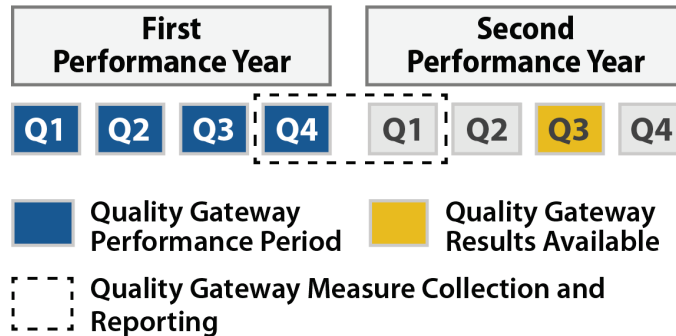 First
Performance Year
Second
Performance Year
Q1 Q2 Q3 Q4 Q1 Q2 Q3 Q4
Quality Gateway
Performance Period
Quality Gateway
Results Available
Quality Gateway Measure Collection and
Reporting